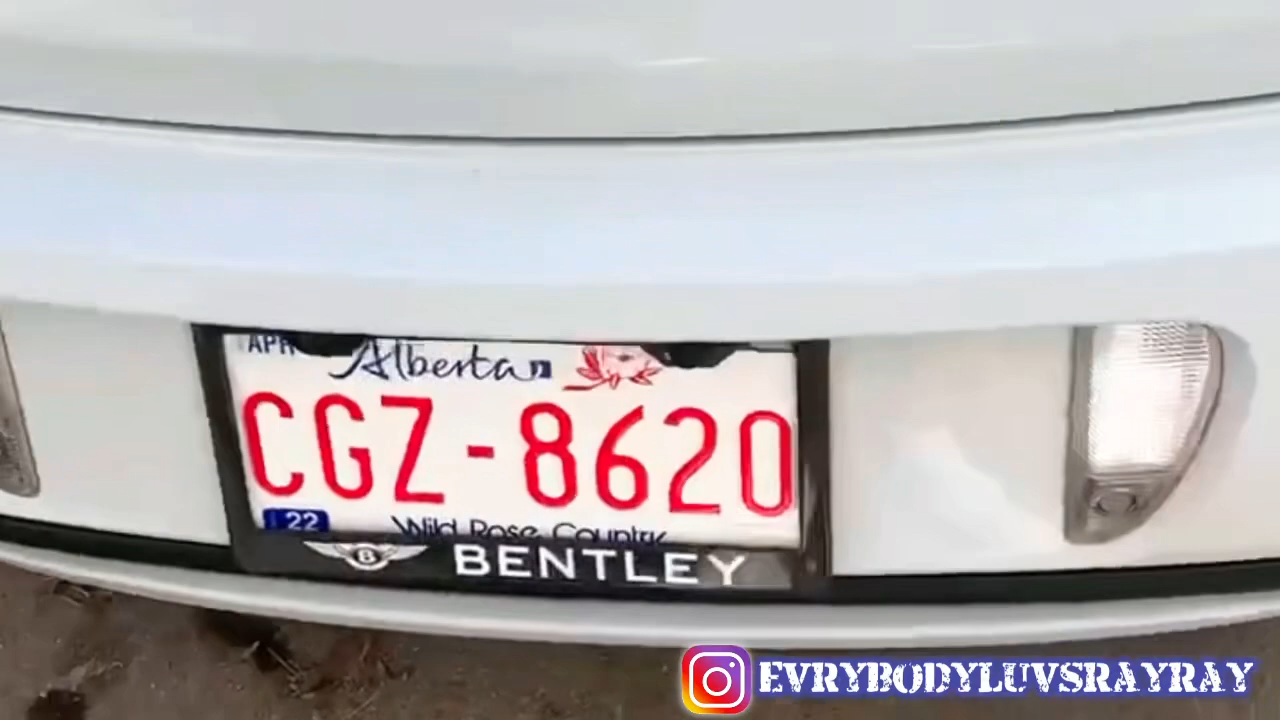 APR
Alberta
CGZ-8620
22
Wild Rose Country
B
BENTLEY
EVRYBODYLUVSRAYRAY